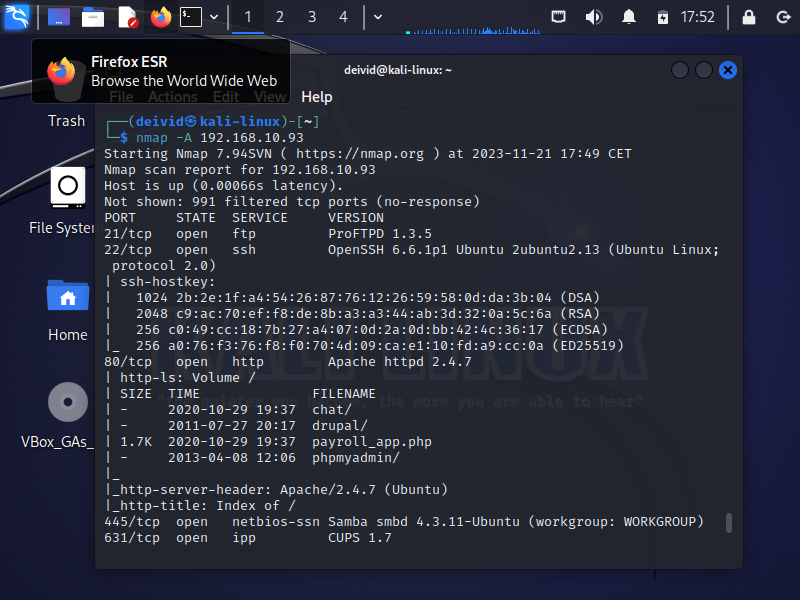 1 2 3 4 17:52
Firefox ESR
Browse the World Wide Web
deivid@kali-linux: ~
File Actions Edit View Help
Trash
File Syster
Home
VBox_GAs_
┌──(deivid㉿kali-linux)-[~]
└─$ nmap -A 192.168.10.93
Starting Nmap 7.94SVN ( https://nmap.org ) at 2023-11-21 17:49 CET
Nmap scan report for 192.168.10.93
Host is up (0.00066s latency).
Not shown: 991 filtered tcp ports (no-response)
PORT STATE SERVICE VERSION
21/tcp open ftp ProFTPD 1.3.5
22/tcp open ssh OpenSSH 6.6.1p1 Ubuntu 2ubuntu2.13 (Ubuntu Linux;
protocol 2.0)
| ssh-hostkey:
| 1024 2b:2e:1f:a4:54:26:87:76:12:26:59:58:0d:da:3b:04 (DSA)
| 2048 c9:ac:70:ef:f8:de:8b:a3:a3:44:ab:3d:32:0a:5c:6a (RSA)
| 256 c0:49:cc:18:7b:27:a4:07:0d:2a:0d:bb:42:4c:36:17 (ECDSA)
|_ 256 a0:76:f3:76:f8:f0:70:4d:09:ca:e1:10:fd:a9:cc:0a (ED25519)
80/tcp open http Apache httpd 2.4.7
| http-ls: Volume /
| SIZE TIME FILENAME
| - 2020-10-29 19:37 chat/
| - 2011-07-27 20:17 drupal/
| 1.7K 2020-10-29 19:37 payroll_app.php
| - 2013-04-08 12:06 phpmyadmin/
|_
|_http-server-header: Apache/2.4.7 (Ubuntu)
|_http-title: Index of /
445/tcp open netbios-ssn Samba smbd 4.3.11-Ubuntu (workgroup: WORKGROUP)
631/tcp open ipp CUPS 1.7
KALI LINUX
the more you are able to hear"